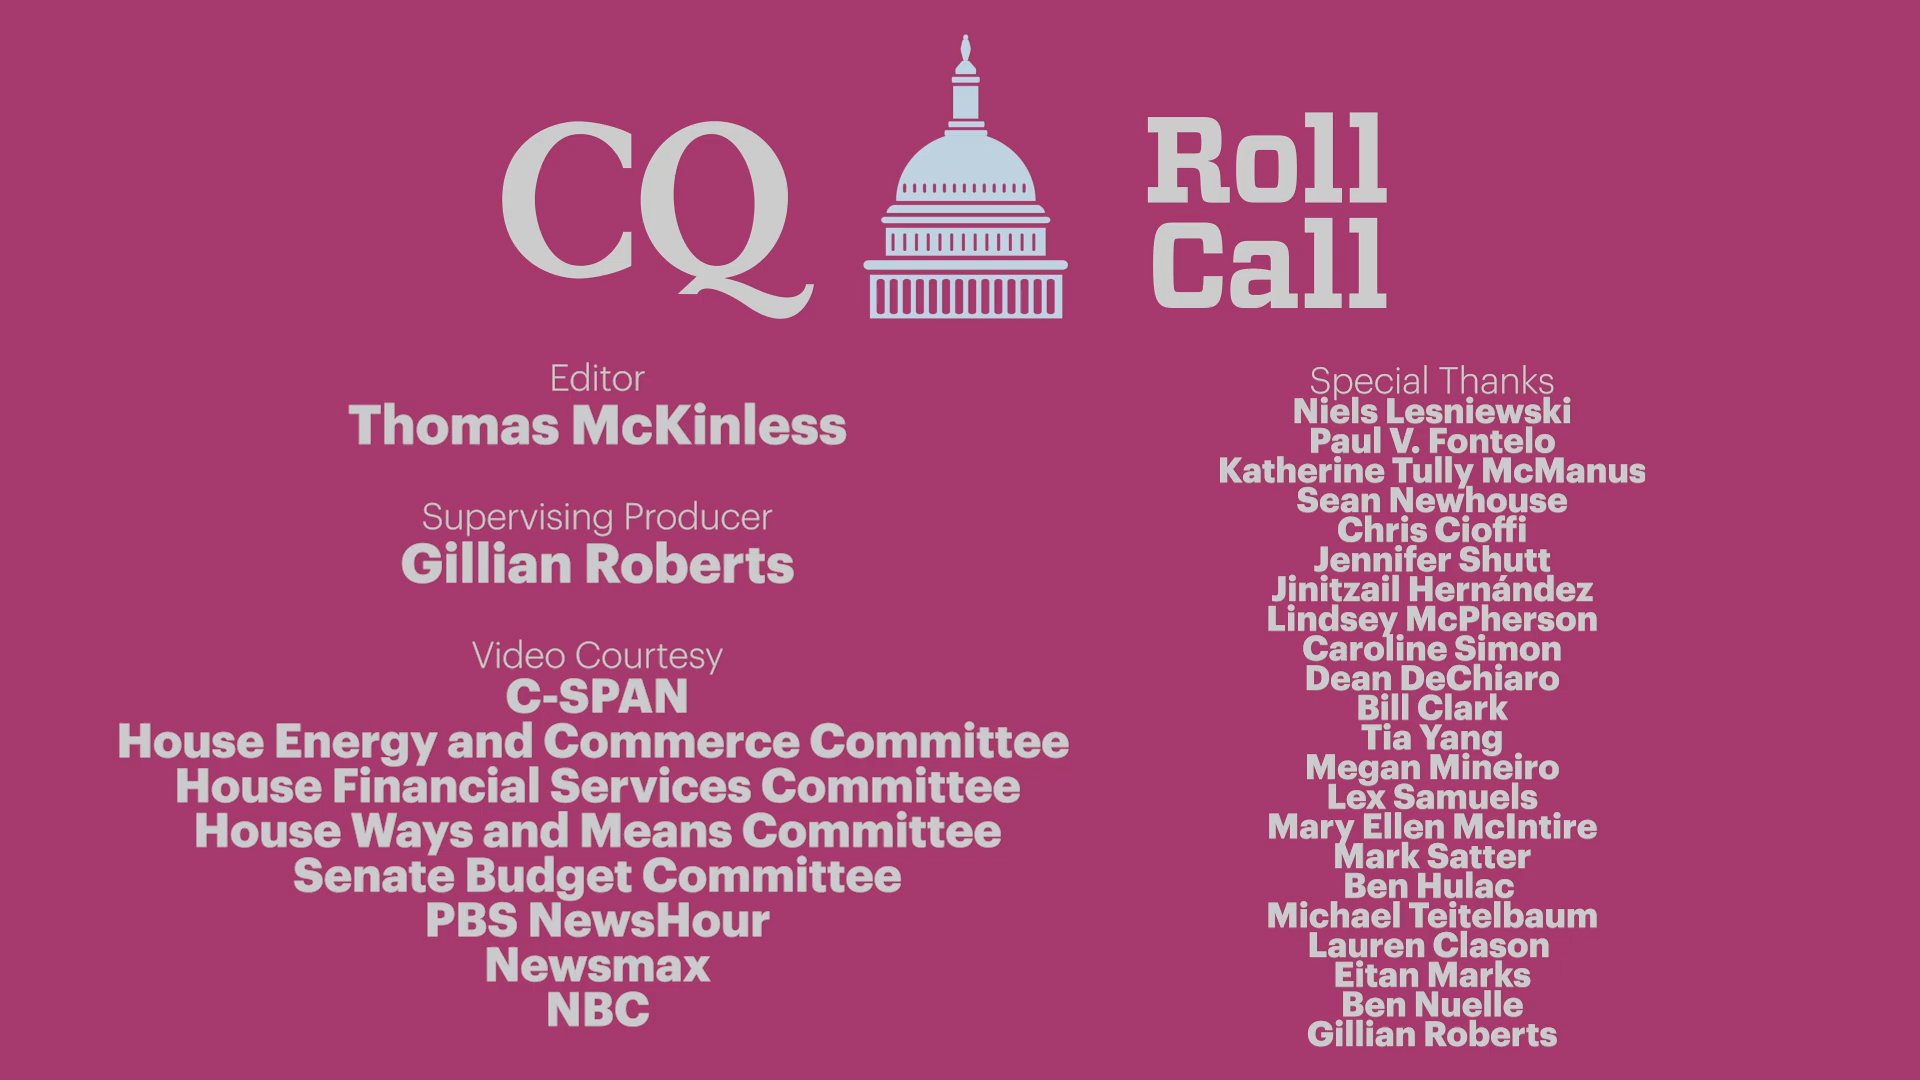 CQ
Roll
Call
Editor
Thomas McKinless
Supervising Producer
Gillian Roberts
Video Courtesy
C-SPAN
House Energy and Commerce Committee
House Financial Services Committee
House Ways and Means Committee
Senate Budget Committee
PBS NewsHour
Newsmax
NBC
Special Thanks
Niels Lesniewski
Paul V. Fontelo
Katherine Tully McManus
Sean Newhouse
Chris Cioffi
Jennifer Shutt
Jinitzail Hernández
Lindsey McPherson
Caroline Simon
Dean DeChiaro
Bill Clark
Tia Yang
Megan Mineiro
Lex Samuels
Mary Ellen McIntire
Mark Satter
Ben Hulac
Michael Teitelbaum
Lauren Clason
Eitan Marks
Ben Nuelle
Gillian Roberts